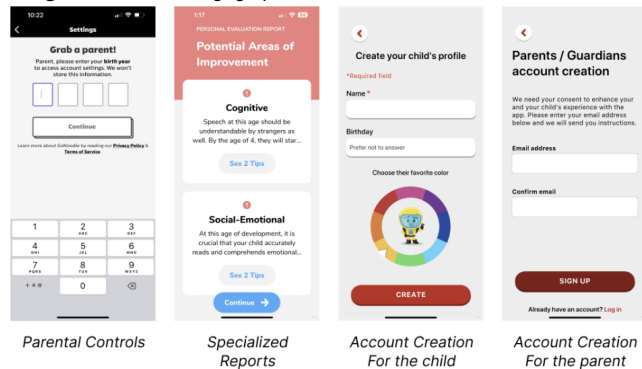 10:22
Settings
Grab a parent!
Parent, please enter your birth year
to access account settings. We won't
store this information.
Continue
Learn more about GoNoodle by reading our Privacy Policy &
Terms of Service.
1
2
ABC
3
DEF
4
GHI
5
JKL
6
MNO
7
PQRS
8
TUV
9
WXYZ
+*#
0
Parental Controls
1:17
PERSONAL EVALUATION REPORT
Potential Areas of
Improvement
Cognitive
Speech at this age should be
understandable by strangers as
well. By the age of 4, they will star...
See 2 Tips
Social-Emotional
At this age of development, it is
crucial that your child accurately
reads and comprehends emotional...
See 2 Tips
Continue →
Specialized
Reports
Create your child's profile
*Required field
Name *
Birthday
Prefer not to answer
Choose their favorite color
CREATE
Account Creation
For the child
Parents / Guardians
account creation
We need your consent to enhance your
and your child's experience with the
app. Please enter your email address
below and we will send you instructions.
Email address
Confirm email
SIGN UP
Already have an account? Log in
Account Creation
For the parent